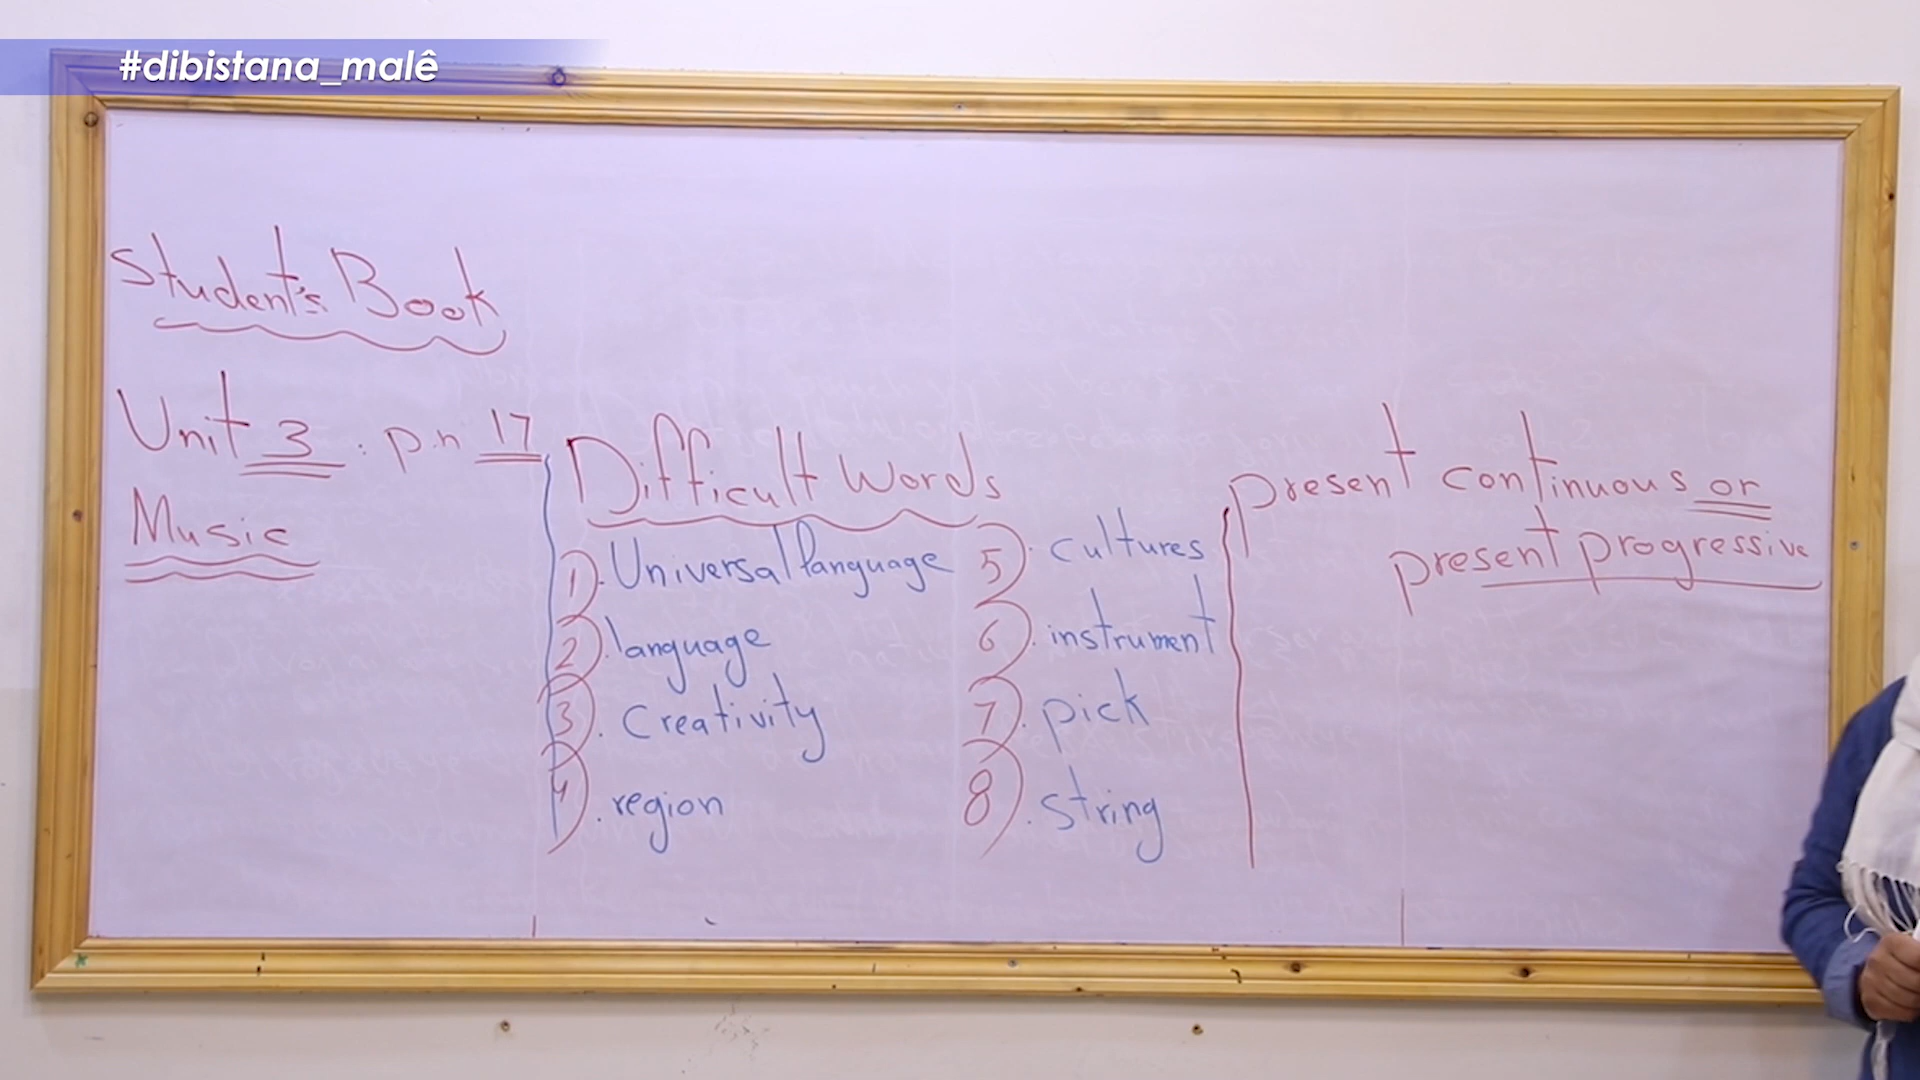 #dibistana_malê
Student's Book
Unit 3 : p.n 17
Music
Difficult Words
1). Universal language
2). language
3). Creativity
4). region
5). cultures
6). instrument
7). pick
8). string
present continuous or
present progressive